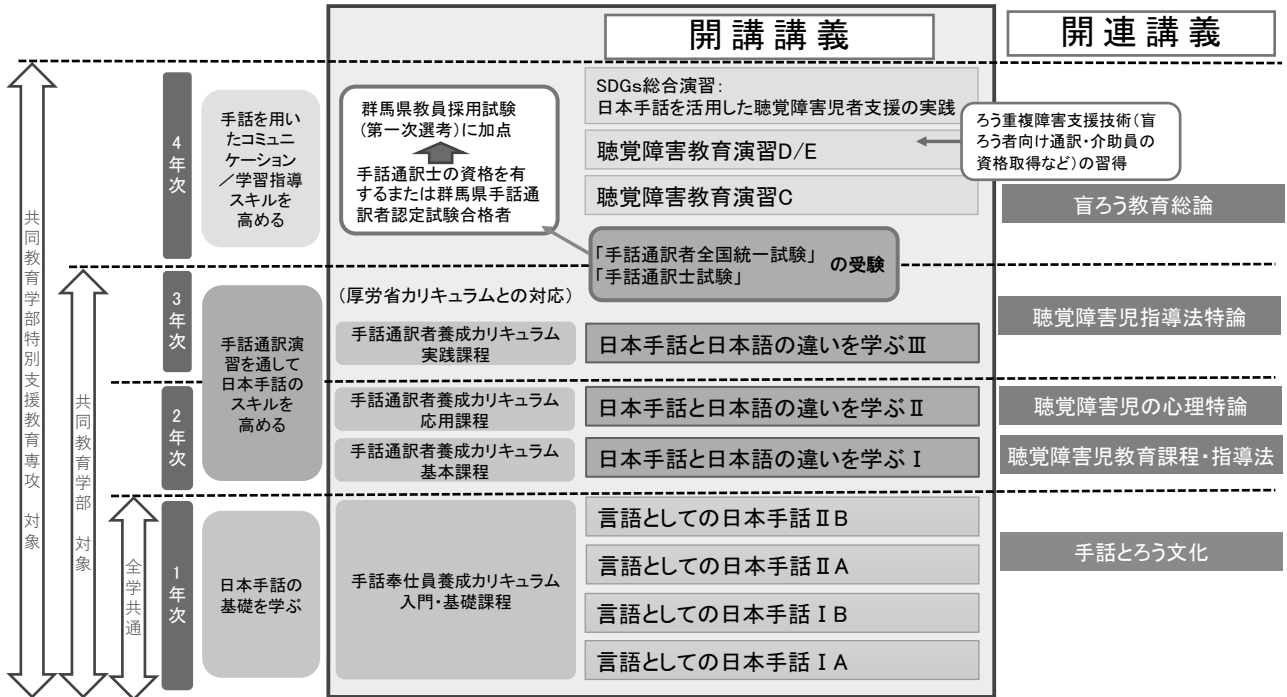 開講講義
開連講義
共同教育学部特別支援教育専攻 対象
共同教育学部 対象
全学共通
4年次
手話を用い
たコミュニ
ケーション
／学習指導
スキルを
高める
群馬県教員採用試験
(第一次選考)に加点
手話通訳士の資格を有
するまたは群馬県手話通
訳者認定試験合格者
SDGs総合演習:
日本手話を活用した聴覚障害児者支援の実践
聴覚障害教育演習D/E
聴覚障害教育演習C
ろう重複障害支援技術(盲
ろう者向け通訳・介助員の
資格取得など)の習得
盲ろう教育総論
「手話通訳者全国統一試験」
「手話通訳士試験」
の受験
3年次
手話通訳演
習を通して
日本手話の
スキルを
高める
(厚労省カリキュラムとの対応)
手話通訳者養成カリキュラム
実践課程
日本手話と日本語の違いを学ぶⅢ
聴覚障害児指導法特論
2年次
手話通訳者養成カリキュラム
応用課程
日本手話と日本語の違いを学ぶⅡ
聴覚障害児の心理特論
手話通訳者養成カリキュラム
基本課程
日本手話と日本語の違いを学ぶⅠ
聴覚障害児教育課程・指導法
1年次
日本手話の
基礎を学ぶ
手話奉仕員養成カリキュラム
入門・基礎課程
言語としての日本手話ⅡB
言語としての日本手話ⅡA
言語としての日本手話ⅠB
言語としての日本手話ⅠA
手話とろう文化